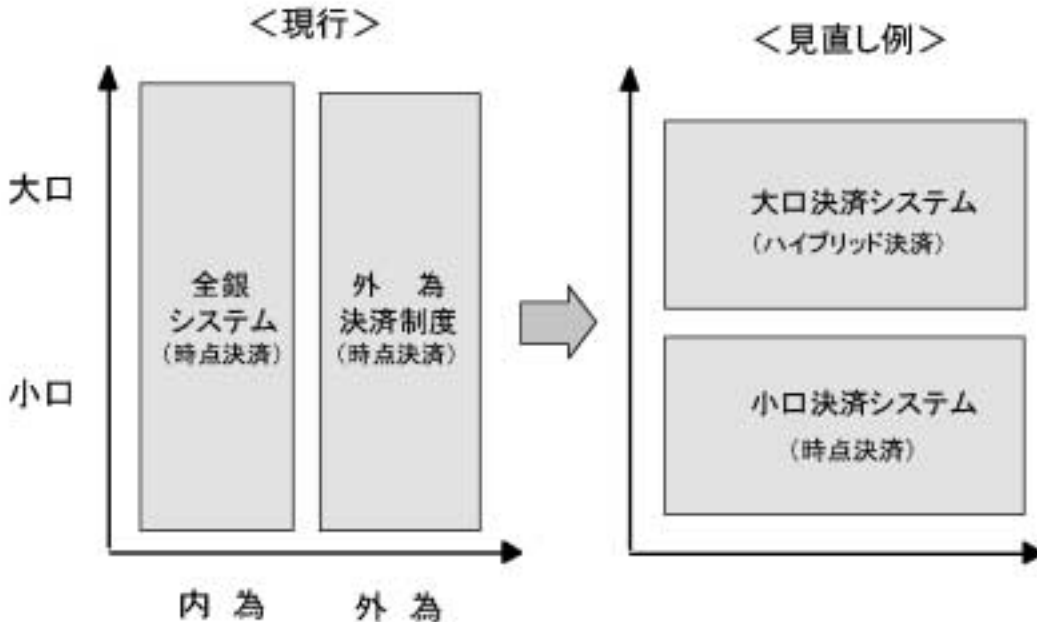 ＜現行＞
大口
小口
全銀
システム
（時点決済）
外　為
決済制度
（時点決済）
内　為
外　為
＜見直し例＞
大口決済システム
（ハイブリッド決済）
小口決済システム
（時点決済）